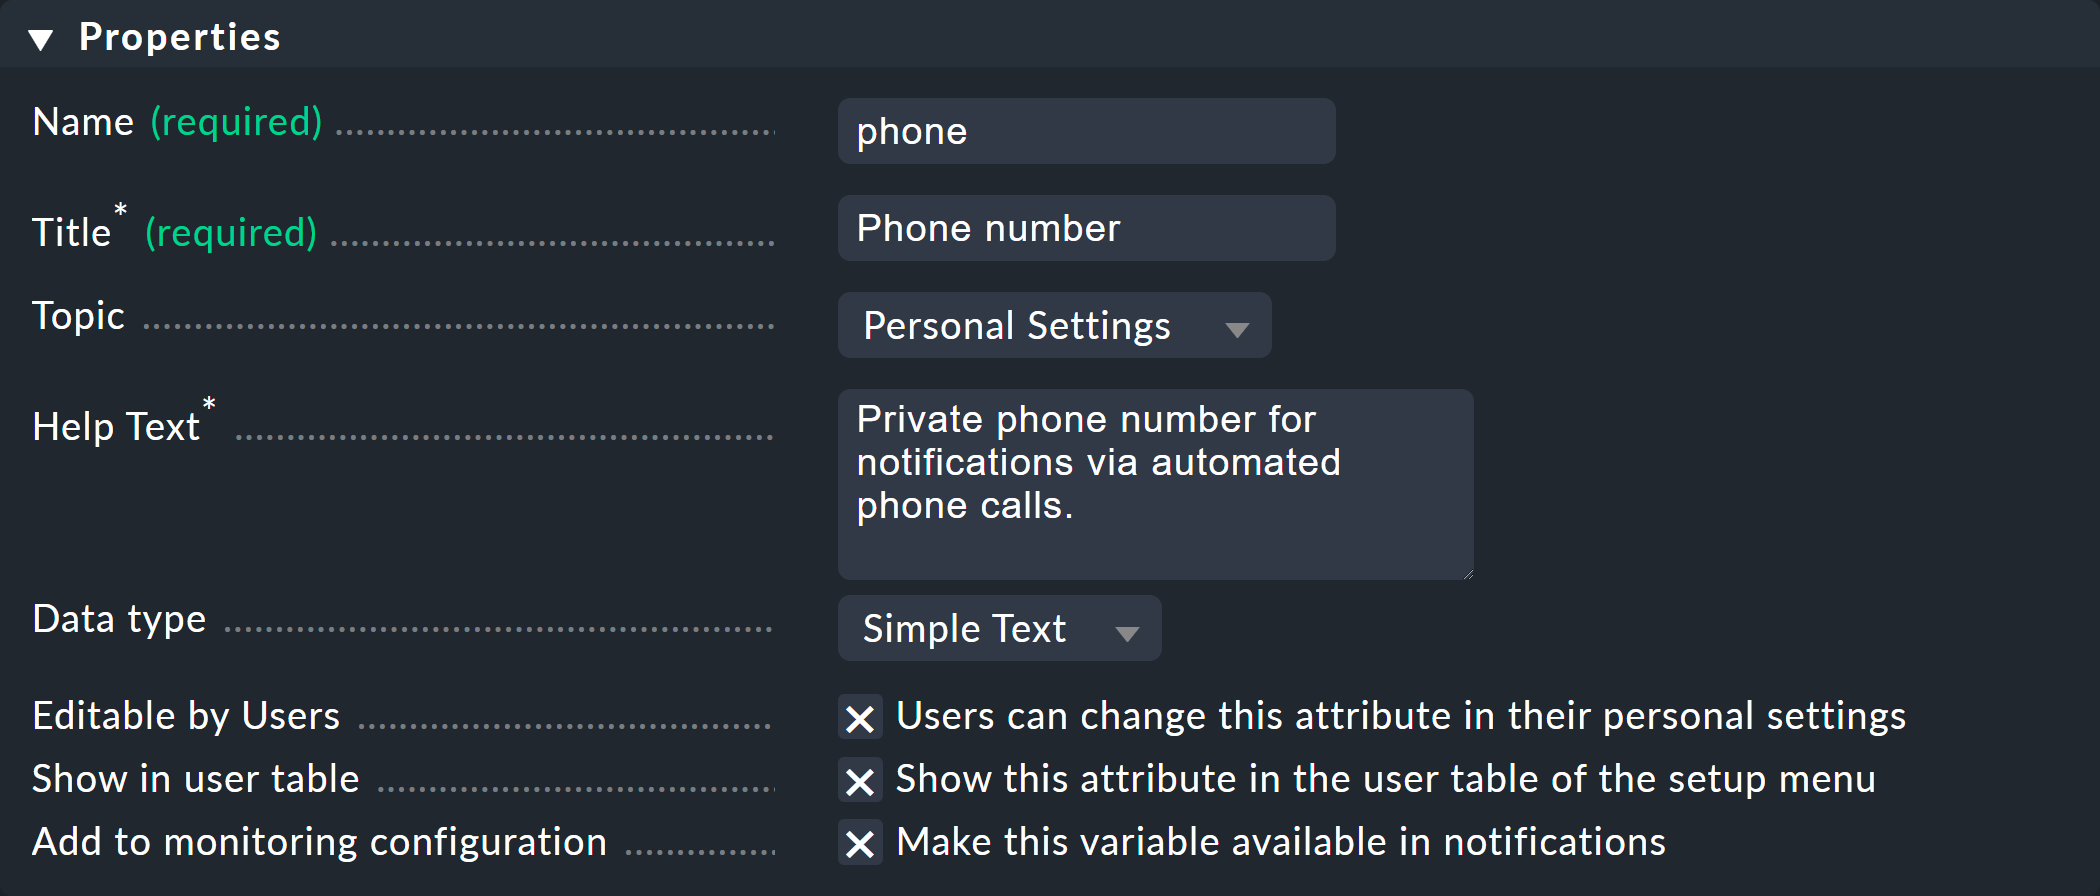 Properties
Name (required) phone
Title* (required) Phone number
Topic Personal Settings
Help Text* Private phone number for
notifications via automated
phone calls.
Data type Simple Text
Editable by Users Users can change this attribute in their personal settings
Show in user table Show this attribute in the user table of the setup menu
Add to monitoring configuration Make this variable available in notifications